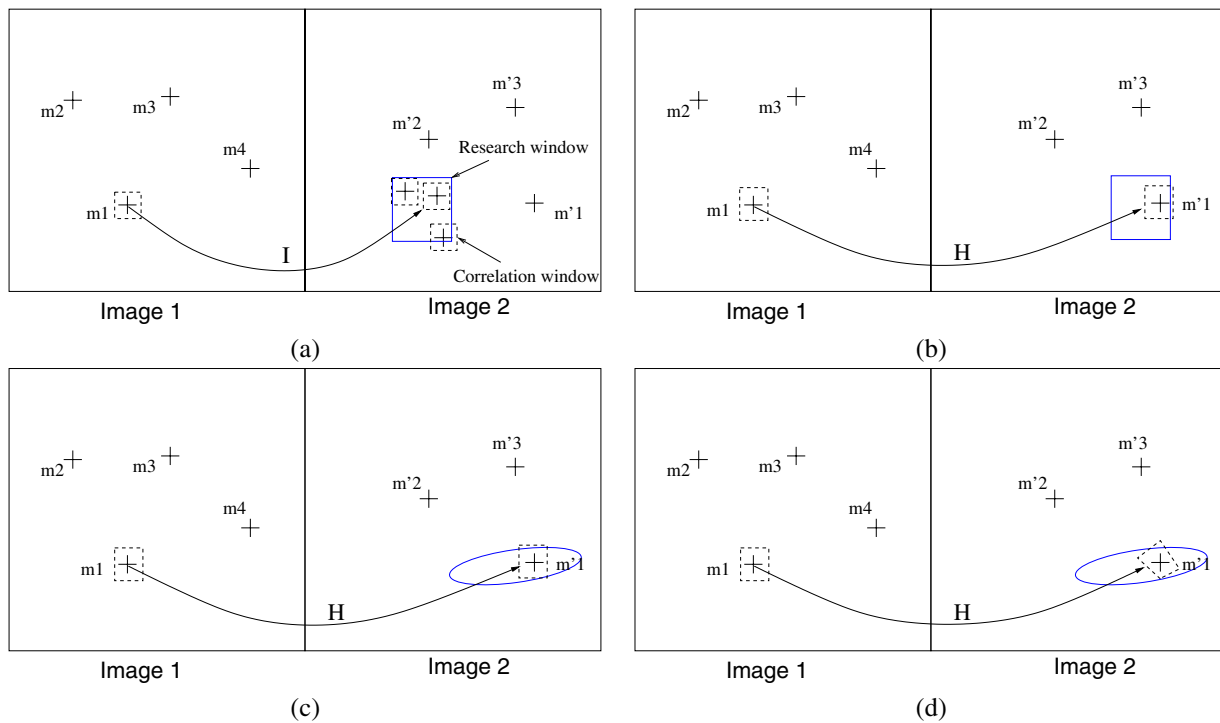 m2
m3
m4
m1
m'3
m'2
Research window
m'1
I
Correlation window
Image 1
Image 2
(a)
m2
m3
m4
m1
m'3
m'2
m'1
H
Image 1
Image 2
(b)
m2
m3
m4
m1
m'3
m'2
m'1
H
Image 1
Image 2
(c)
m2
m3
m4
m1
m'3
m'2
m'1
H
Image 1
Image 2
(d)